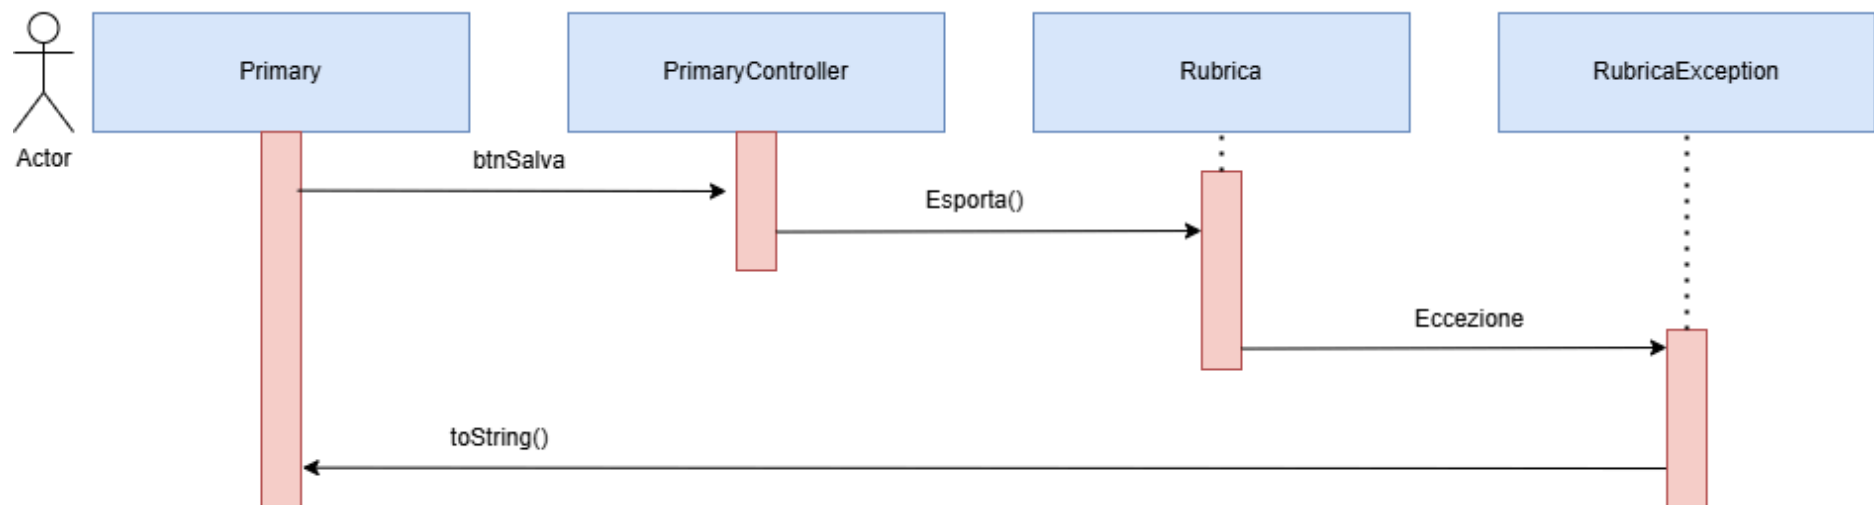 Primary
PrimaryController
Rubrica
RubricaException
Actor
btnSalva
Esporta()
Eccezione
toString()